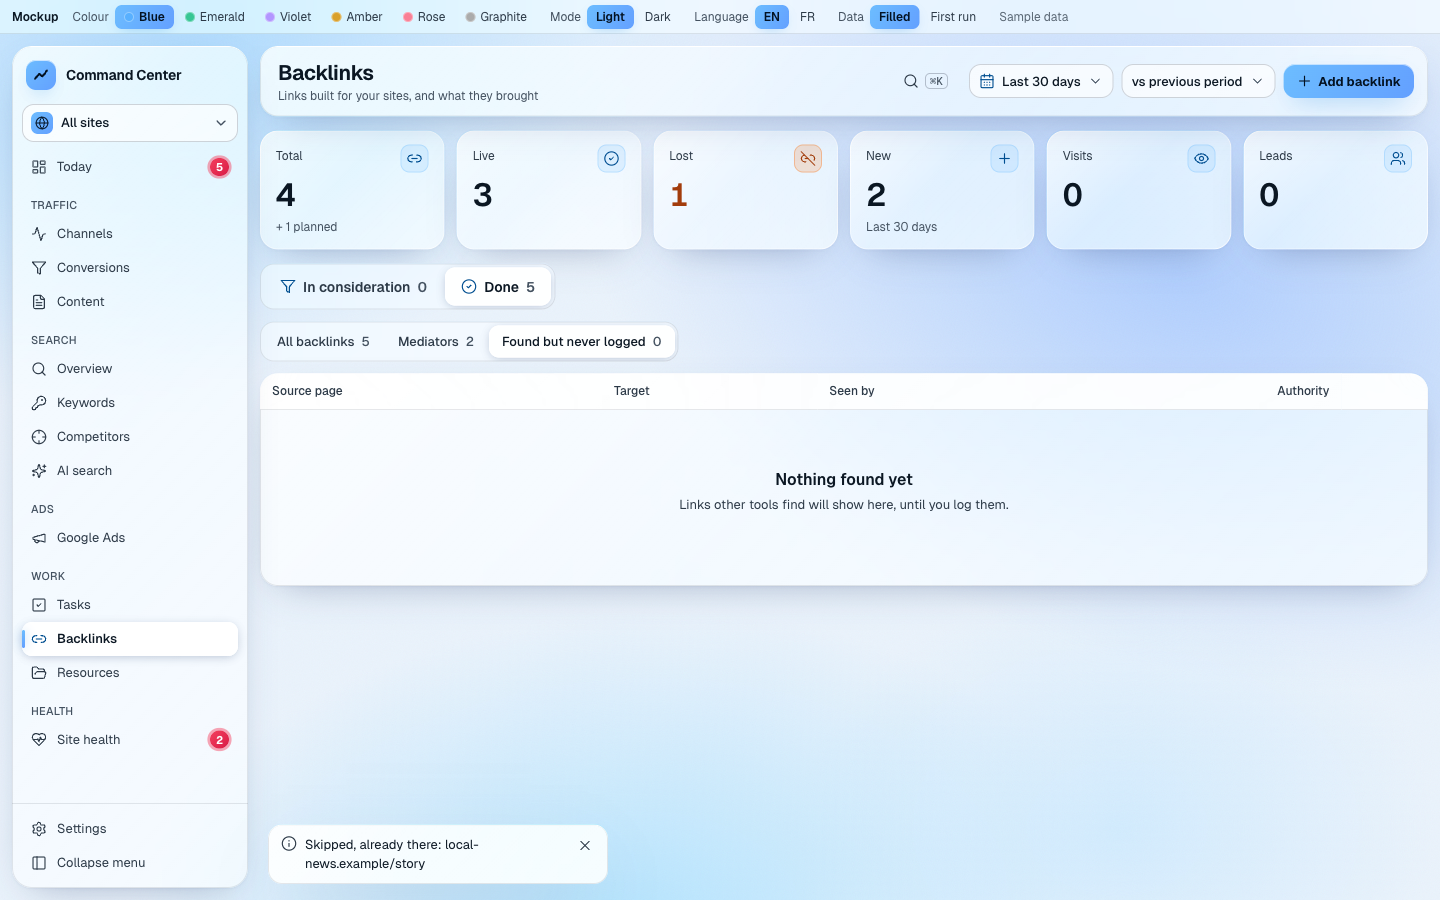 Mockup Colour Blue Emerald Violet Amber Rose Graphite Mode Light Dark Language EN FR Data Filled First run Sample data
Command Center
All sites
Today 5
TRAFFIC
Channels
Conversions
Content
SEARCH
Overview
Keywords
Competitors
AI search
ADS
Google Ads
WORK
Tasks
Backlinks
Resources
HEALTH
Site health 2
Settings
Collapse menu
Backlinks
Links built for your sites, and what they brought
⌘K
Last 30 days
vs previous period
Add backlink
Total
4
+ 1 planned
Live
3
Lost
1
New
2
Last 30 days
Visits
0
Leads
0
In consideration 0 Done 5
All backlinks 5 Mediators 2 Found but never logged 0
Source page Target Seen by Authority
Nothing found yet
Links other tools find will show here, until you log them.
Skipped, already there: local-
news.example/story